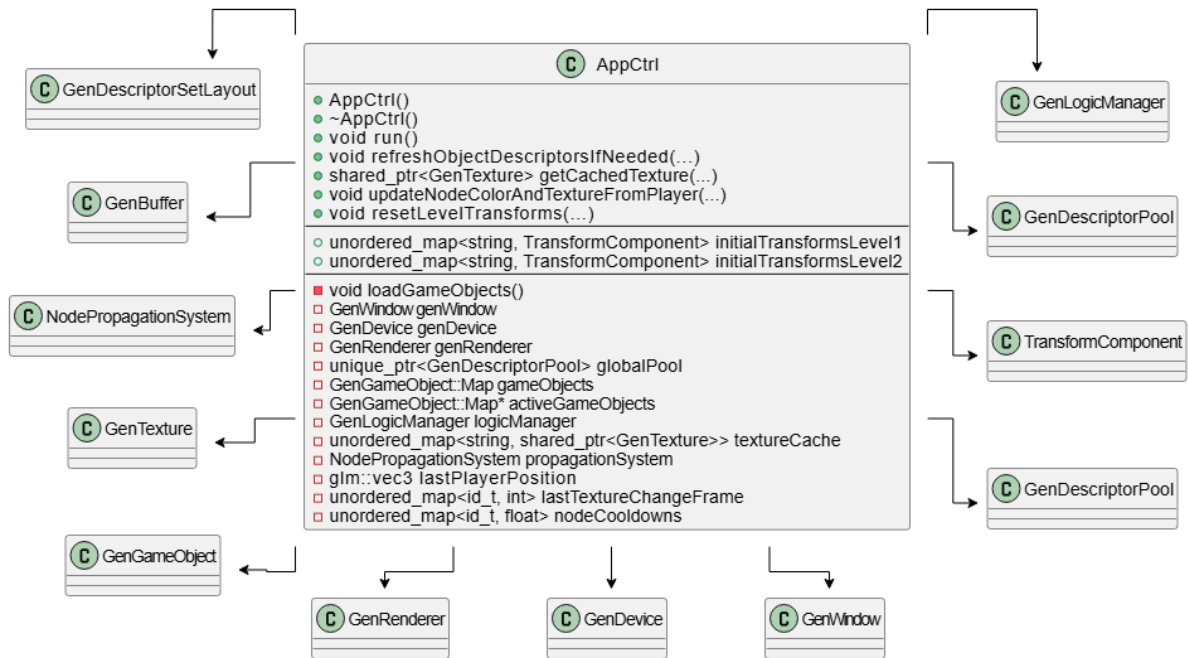 C AppCtrl
AppCtrl()
~AppCtrl()
void run()
void refreshObjectDescriptorsIfNeeded(...)
shared_ptr<GenTexture> getCachedTexture(...)
void updateNodeColorAndTextureFromPlayer(...)
void resetLevelTransforms(...)
unordered_map<string, TransformComponent> initialTransformsLevel1
unordered_map<string, TransformComponent> initialTransformsLevel2
void loadGameObjects()
GenWindow genWindow
GenDevice genDevice
GenRenderer genRenderer
unique_ptr<GenDescriptorPool> globalPool
GenGameObject::Map gameObjects
GenGameObject::Map* activeGameObjects
GenLogicManager logicManager
unordered_map<string, shared_ptr<GenTexture>> textureCache
NodePropagationSystem propagationSystem
glm::vec3 lastPlayerPosition
unordered_map<id_t, int> lastTextureChangeFrame
unordered_map<id_t, float> nodeCooldowns
C GenDescriptorSetLayout
C GenBuffer
C NodePropagationSystem
C GenTexture
C GenGameObject
C GenRenderer
C GenDevice
C GenWindow
C GenLogicManager
C GenDescriptorPool
C TransformComponent
C GenDescriptorPool